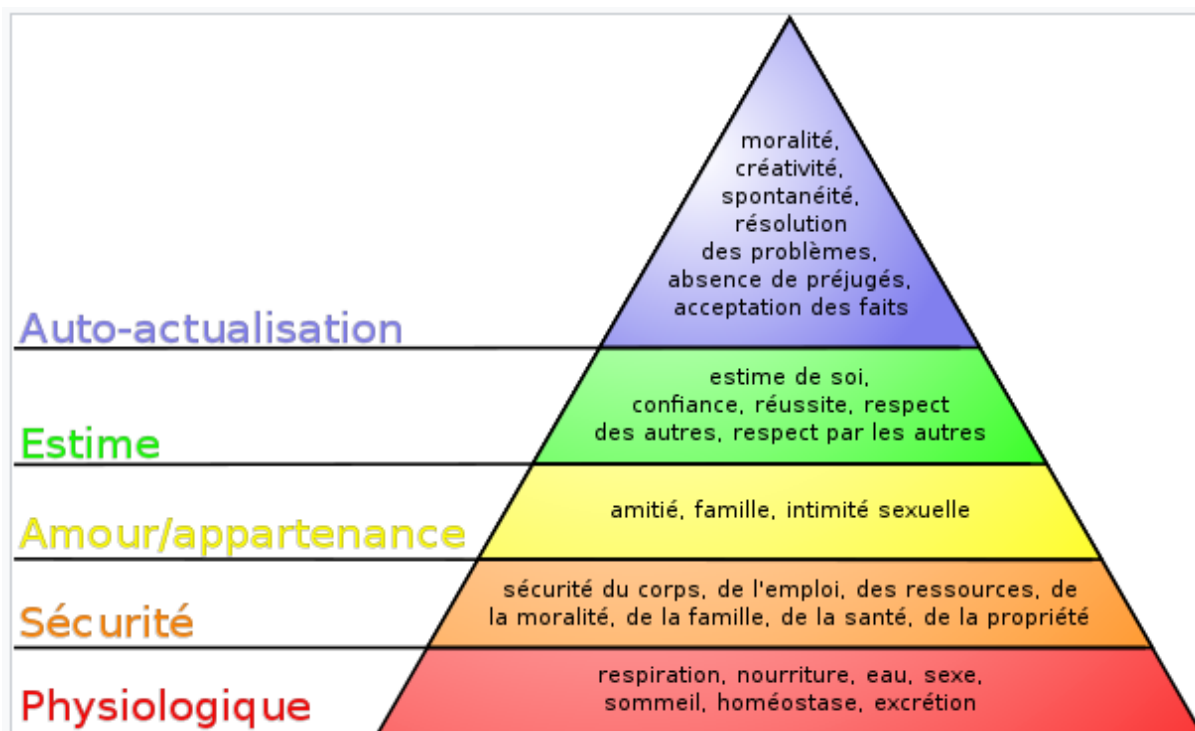 moralité,
créativité,
spontanéité,
résolution
des problèmes,
absence de préjugés,
acceptation des faits
Auto-actualisation
estime de soi,
confiance, réussite, respect
des autres, respect par les autres
Estime
amitié, famille, intimité sexuelle
Amour/appartenance
sécurité du corps, de l'emploi, des ressources, de
la moralité, de la famille, de la santé, de la propriété
Sécurité
respiration, nourriture, eau, sexe,
sommeil, homéostase, excrétion
Physiologique